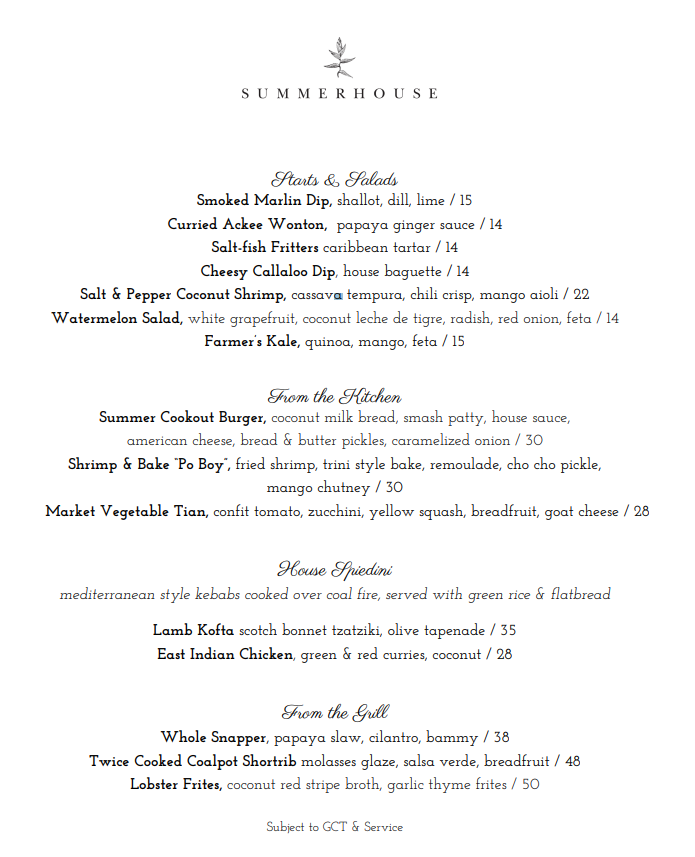 SUMMERHOUSE
Starts & Salads
Smoked Marlin Dip, shallot, dill, lime / 15
Curried Ackee Wonton, papaya ginger sauce / 14
Salt-fish Fritters caribbean tartar / 14
Cheesy Callaloo Dip, house baguette / 14
Salt & Pepper Coconut Shrimp, cassava tempura, chili crisp, mango aioli / 22
Watermelon Salad, white grapefruit, coconut leche de tigre, radish, red onion, feta / 14
Farmer's Kale, quinoa, mango, feta / 15
From the Kitchen
Summer Cookout Burger, coconut milk bread, smash patty, house sauce,
american cheese, bread & butter pickles, caramelized onion / 30
Shrimp & Bake "Po Boy", fried shrimp, trini style bake, remoulade, cho cho pickle,
mango chutney / 30
Market Vegetable Tian, confit tomato, zucchini, yellow squash, breadfruit, goat cheese / 28
House Spiedini
mediterranean style kebabs cooked over coal fire, served with green rice & flatbread
Lamb Kofta scotch bonnet tzatziki, olive tapenade / 35
East Indian Chicken, green & red curries, coconut / 28
From the Grill
Whole Snapper, papaya slaw, cilantro, bammy / 38
Twice Cooked Coalpot Shortrib molasses glaze, salsa verde, breadfruit / 48
Lobster Frites, coconut red stripe broth, garlic thyme frites / 50
Subject to GCT & Service